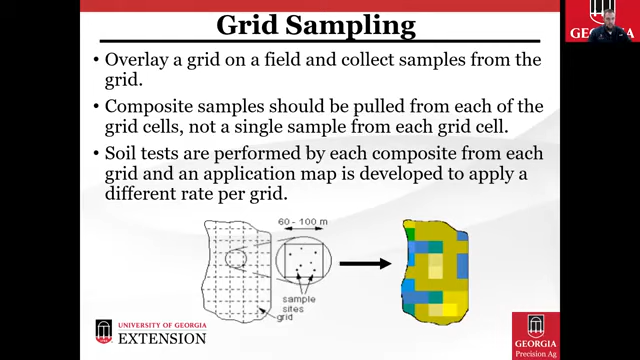 Grid Sampling
GEORGIA
• Overlay a grid on a field and collect samples from the
grid.
• Composite samples should be pulled from each of the
grid cells, not a single sample from each grid cell.
• Soil tests are performed by each composite from each
grid and an application map is developed to apply a
different rate per grid.
60 - 100 m
sample
sites
grid
UNIVERSITY OF GEORGIA
EXTENSION
GEORGIA
Precision Ag